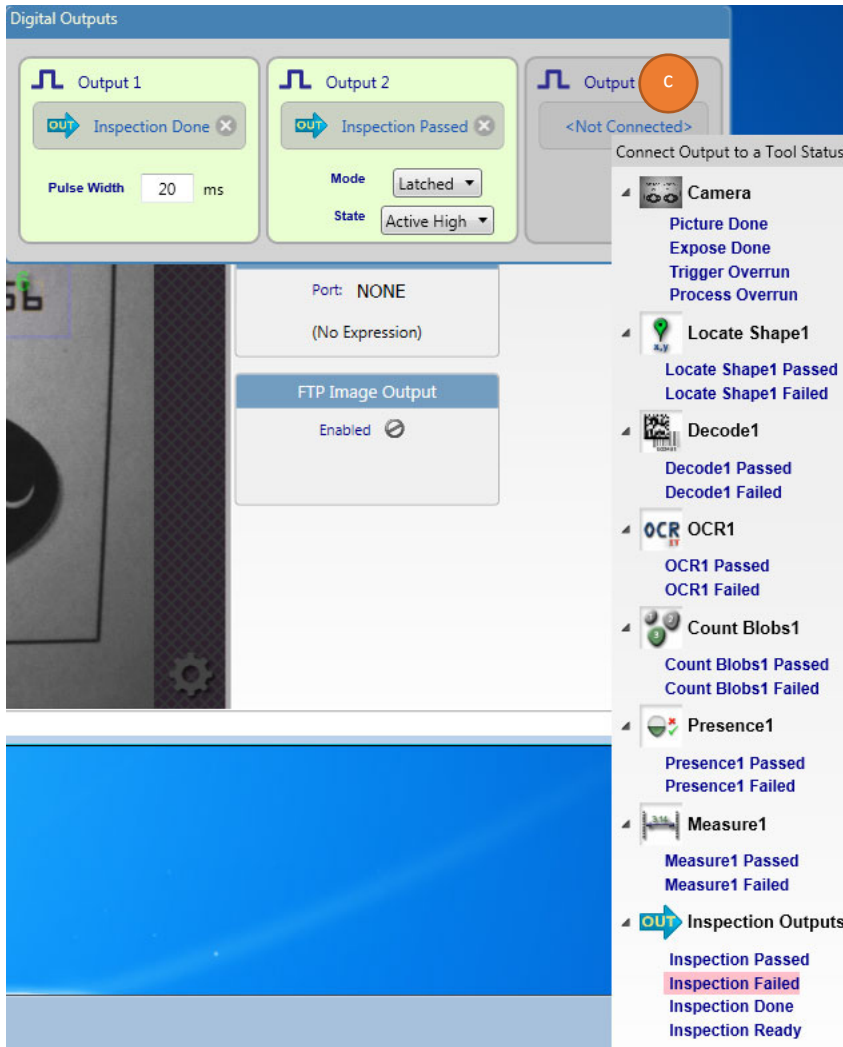 Digital Outputs
Output 1
Inspection Done
Pulse Width 20 ms
Output 2
Inspection Passed
Mode Latched
State Active High
Output C
<Not Connected>
Connect Output to a Tool Status
Camera
Picture Done
Expose Done
Trigger Overrun
Process Overrun
x,y Locate Shape1
Locate Shape1 Passed
Locate Shape1 Failed
Decode1
Decode1 Passed
Decode1 Failed
OCR OCR1
OCR1 Passed
OCR1 Failed
Count Blobs1
Count Blobs1 Passed
Count Blobs1 Failed
Presence1
Presence1 Passed
Presence1 Failed
3.14 Measure1
Measure1 Passed
Measure1 Failed
OUT Inspection Outputs
Inspection Passed
Inspection Failed
Inspection Done
Inspection Ready
Port: NONE
(No Expression)
FTP Image Output
Enabled